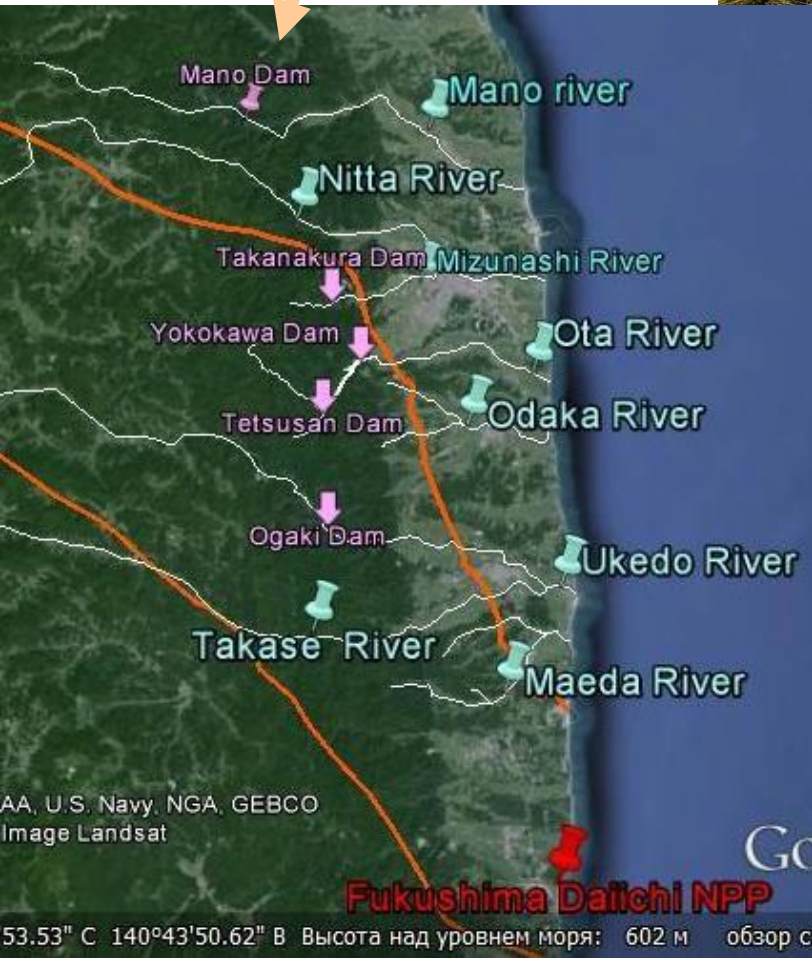 Mano Dam
Mano river
Nitta River
Takanakura Dam
Mizunashi River
Yokokawa Dam
Ota River
Tetsusan Dam
Odaka River
Ogaki Dam
Ukedo River
Takase River
Maeda River
AA, U.S. Navy, NGA, GEBCO
Image Landsat
Go
Fukushima Daiichi NPP
'53.53" С 140°43'50.62" В Высота над уровнем моря: 602 м обзор с